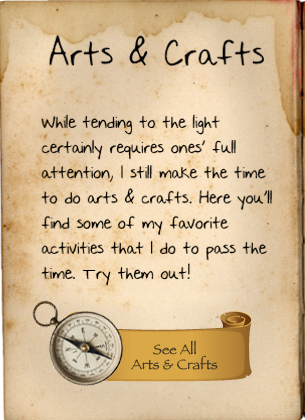 Arts & Crafts
While tending to the light
certainly requires ones' full
attention, I still make the time
to do arts & crafts. Here you'll
find some of my favorite
activities that I do to pass the
time. Try them out!
See All
Arts & Crafts